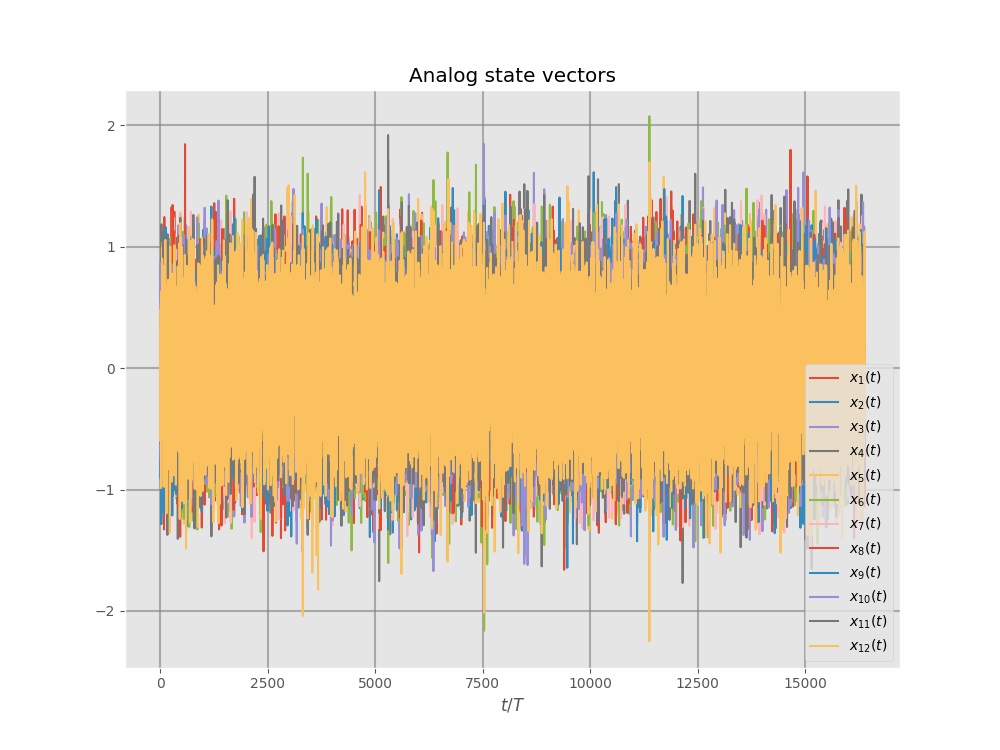 Analog state vectors
2
1
0
−1
−2
0 2500 5000 7500 10000 12500 15000
t/T
x₁(t)
x₂(t)
x₃(t)
x₄(t)
x₅(t)
x₆(t)
x₇(t)
x₈(t)
x₉(t)
x₁₀(t)
x₁₁(t)
x₁₂(t)